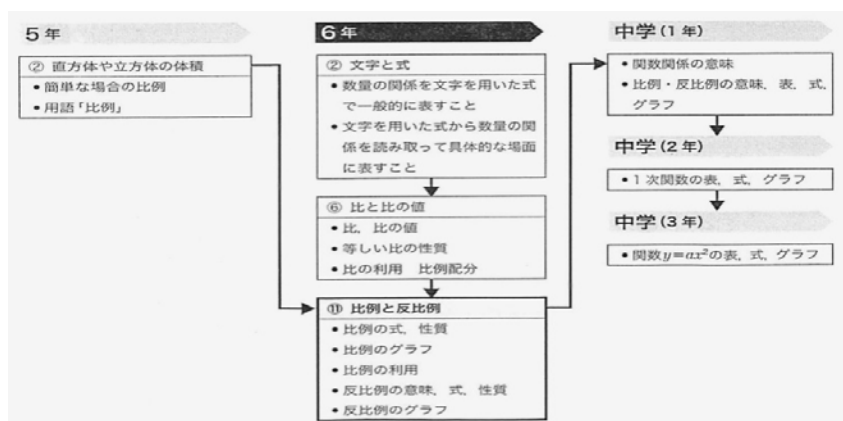 5年
② 直方体や立方体の体積
• 簡単な場合の比例
• 用語「比例」
6年
② 文字と式
• 数量の関係を文字を用いた式
で一般的に表すこと
• 文字を用いた式から数量の関
係を読み取って具体的な場面
に表すこと
⑥ 比と比の値
• 比，比の値
• 等しい比の性質
• 比の利用　比例配分
⑪ 比例と反比例
• 比例の式，性質
• 比例のグラフ
• 比例の利用
• 反比例の意味，式，性質
• 反比例のグラフ
中学(1年)
• 関数関係の意味
• 比例・反比例の意味，表，式，
グラフ
中学(2年)
• 1次関数の表，式，グラフ
中学(3年)
• 関数y=ax²の表，式，グラフ